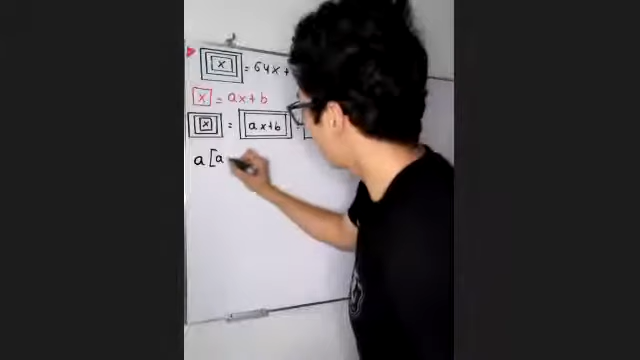 x = 64x +
x = ax + b
x = ax + b =
a [a